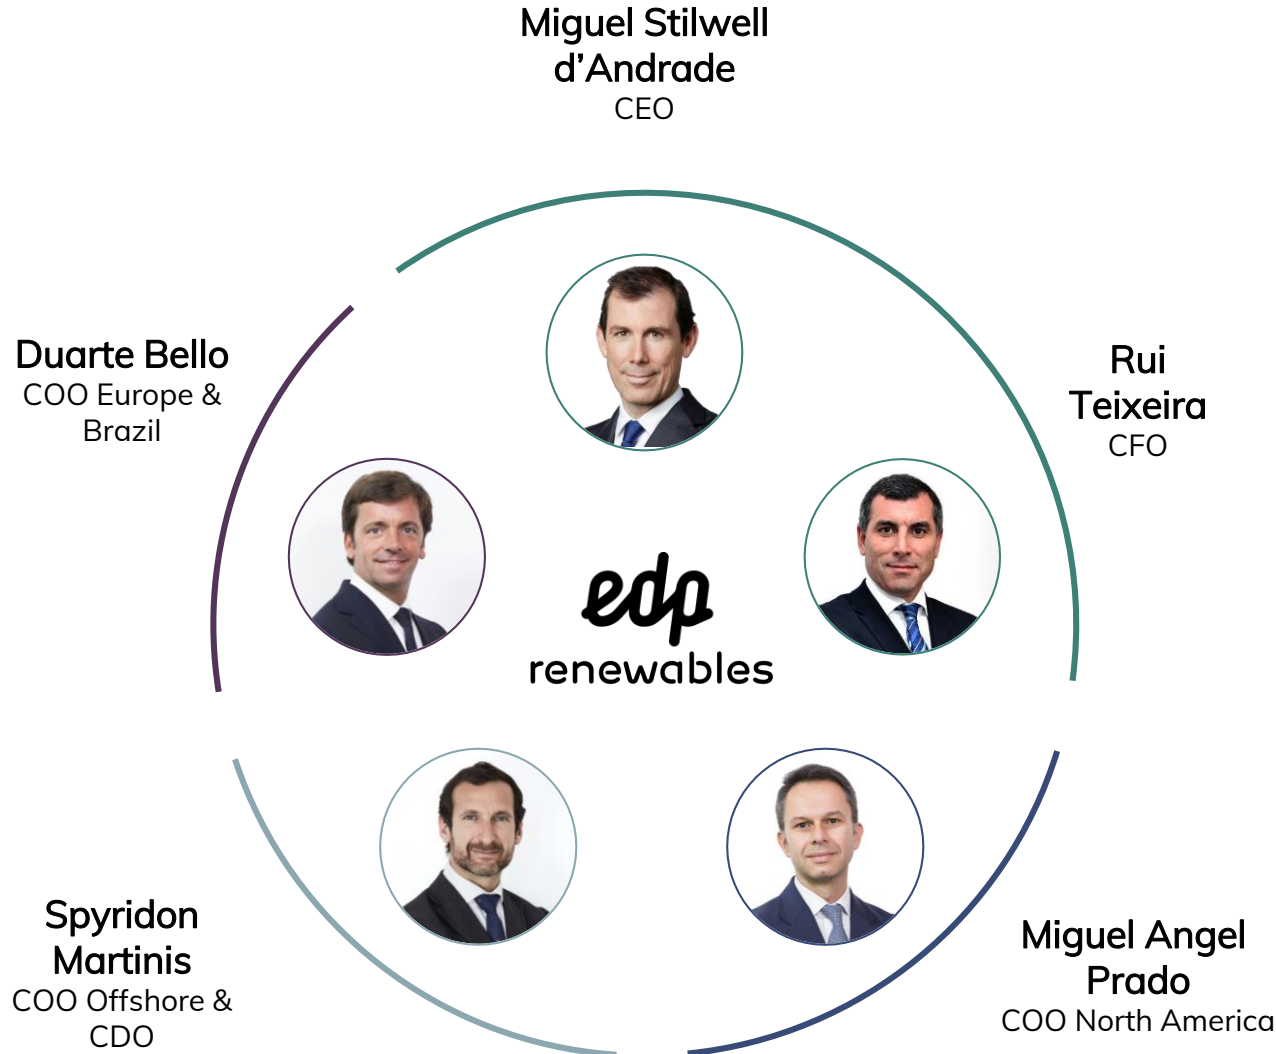 Miguel Stilwell
d’Andrade
CEO
Duarte Bello
COO Europe &
Brazil
Rui
Teixeira
CFO
edp
renewables
Spyridon
Martinis
COO Offshore &
CDO
Miguel Angel
Prado
COO North America